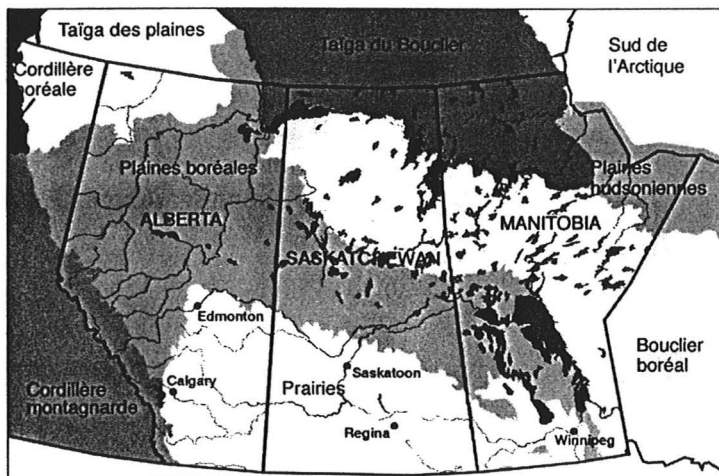 Taïga des plaines
Taïga du Bouclier
Sud de
l'Arctique
Cordillère
boréale
Plaines boréales
Plaines
hudsoniennes
ALBERTA
MANITOBIA
SASKATCHEWAN
Edmonton
Bouclier
boréal
Saskatoon
Calgary
Prairies
Cordillère
montagnarde
Regina
Winnipeg